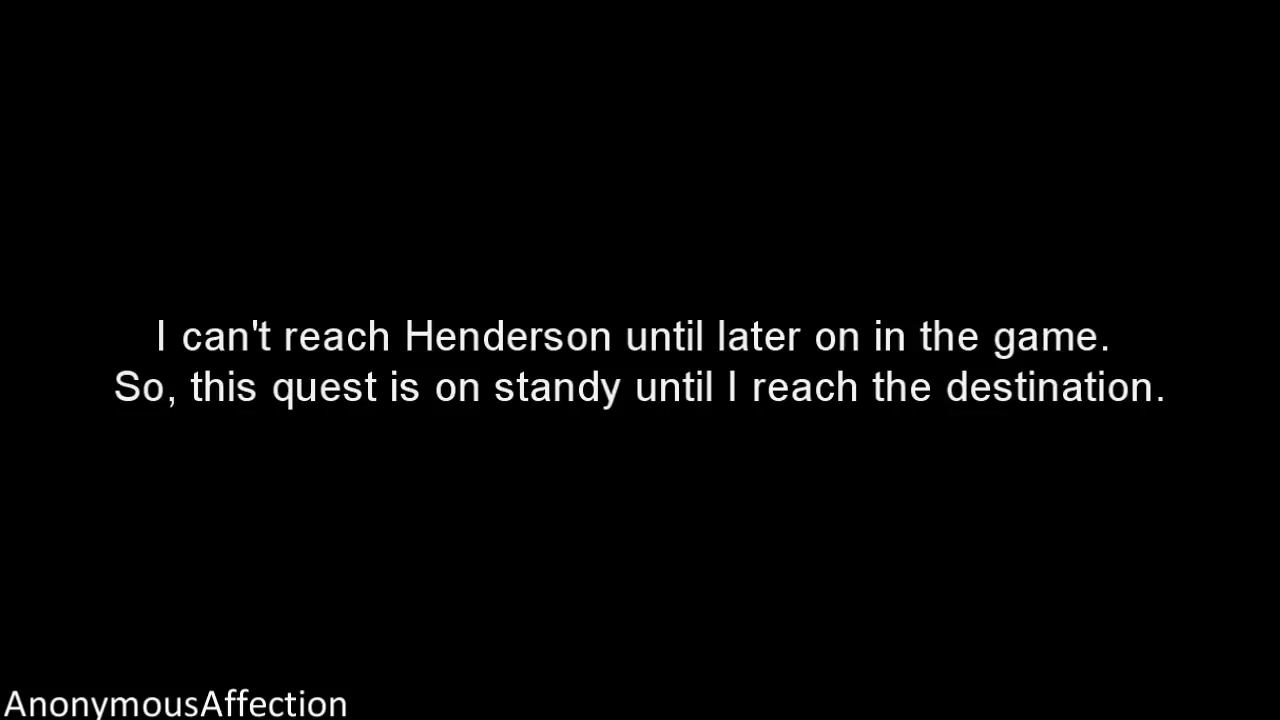 I can't reach Henderson until later on in the game.
So, this quest is on standy until I reach the destination.
AnonymousAffection